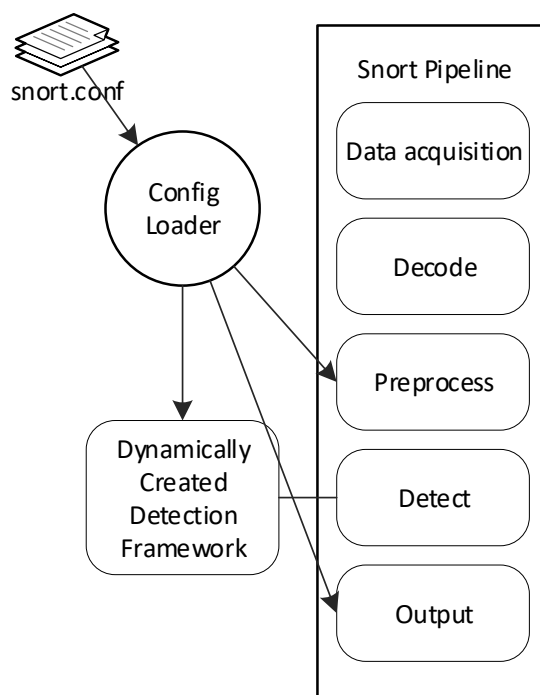 snort.conf
Config
Loader
Dynamically
Created
Detection
Framework
Snort Pipeline
Data acquisition
Decode
Preprocess
Detect
Output